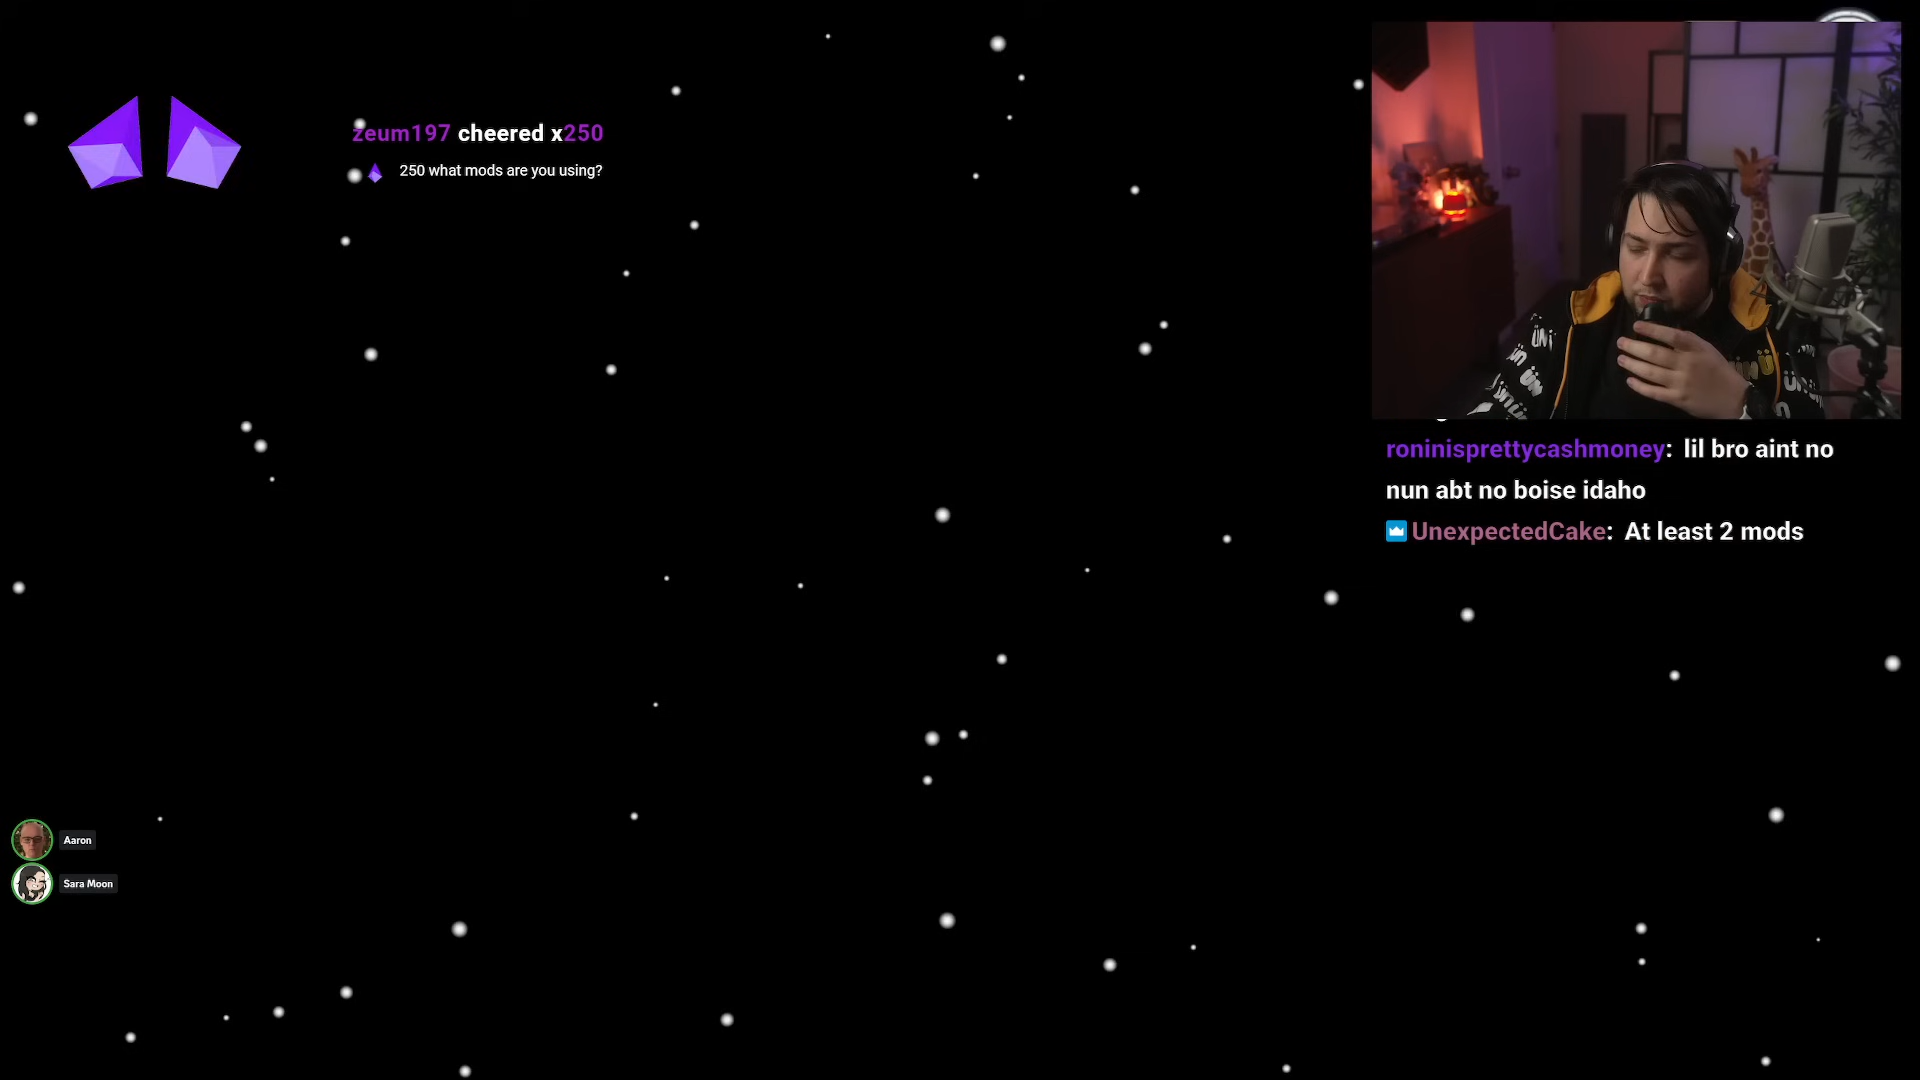 zeum197 cheered x250
250 what mods are you using?
roninisprettycashmoney: lil bro aint no
nun abt no boise idaho
UnexpectedCake: At least 2 mods
Aaron
Sara Moon